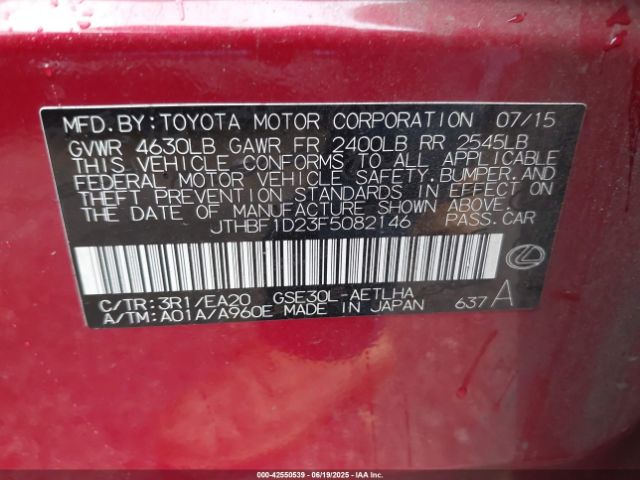 MFD.BY:TOYOTA MOTOR CORPORATION 07/15
GVWR 4630LB GAWR FR 2400LB RR 2545LB
THIS VEHICLE CONFORMS TO ALL APPLICABLE
FEDERAL MOTOR VEHICLE SAFETY,BUMPER,AND
THEFT PREVENTION STANDARDS IN EFFECT ON
THE DATE OF MANUFACTURE SHOWN ABOVE.
JTHBF1D23F5082146 PASS.CAR
C/TR:3R1/EA20 GSE30L-AETLHA
A/TM:A01A/A960E MADE IN JAPAN 637A
000-42550539 - 06/19/2025 - IAAI